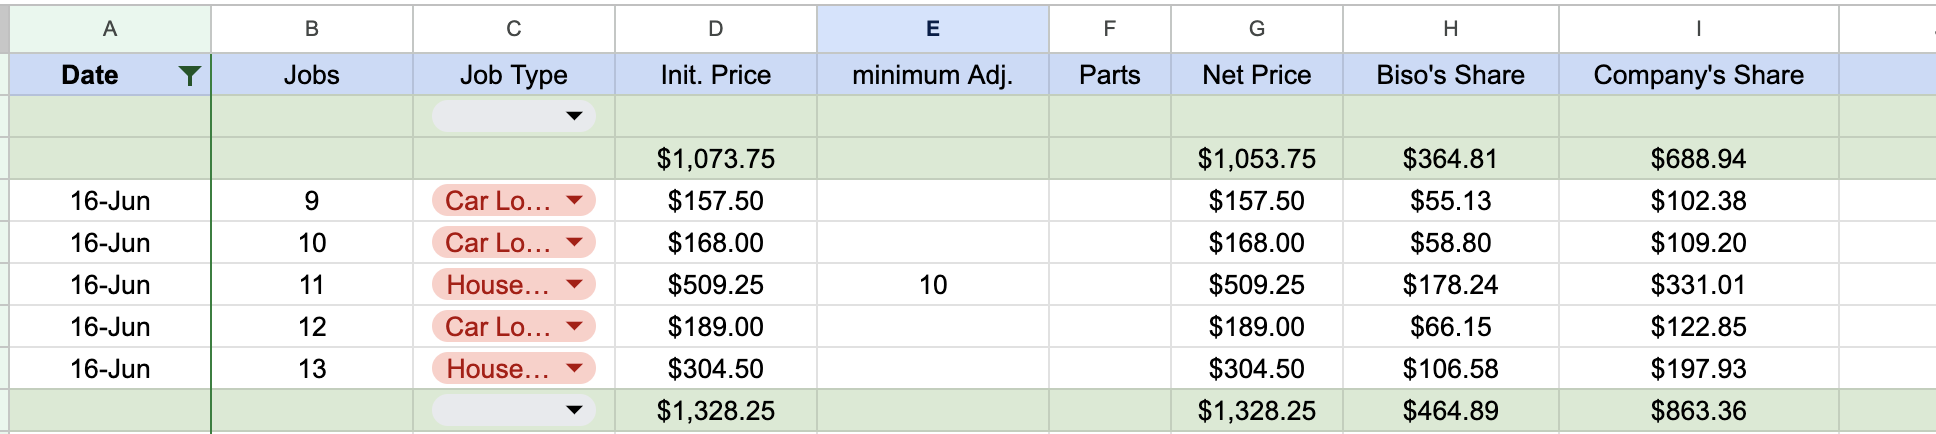 A B C D E F G H I
Date Jobs Job Type Init. Price minimum Adj. Parts Net Price Biso's Share Company's Share
$1,073.75 $1,053.75 $364.81 $688.94
16-Jun 9 Car Lo... $157.50 $157.50 $55.13 $102.38
16-Jun 10 Car Lo... $168.00 $168.00 $58.80 $109.20
16-Jun 11 House... $509.25 10 $509.25 $178.24 $331.01
16-Jun 12 Car Lo... $189.00 $189.00 $66.15 $122.85
16-Jun 13 House... $304.50 $304.50 $106.58 $197.93
$1,328.25 $1,328.25 $464.89 $863.36